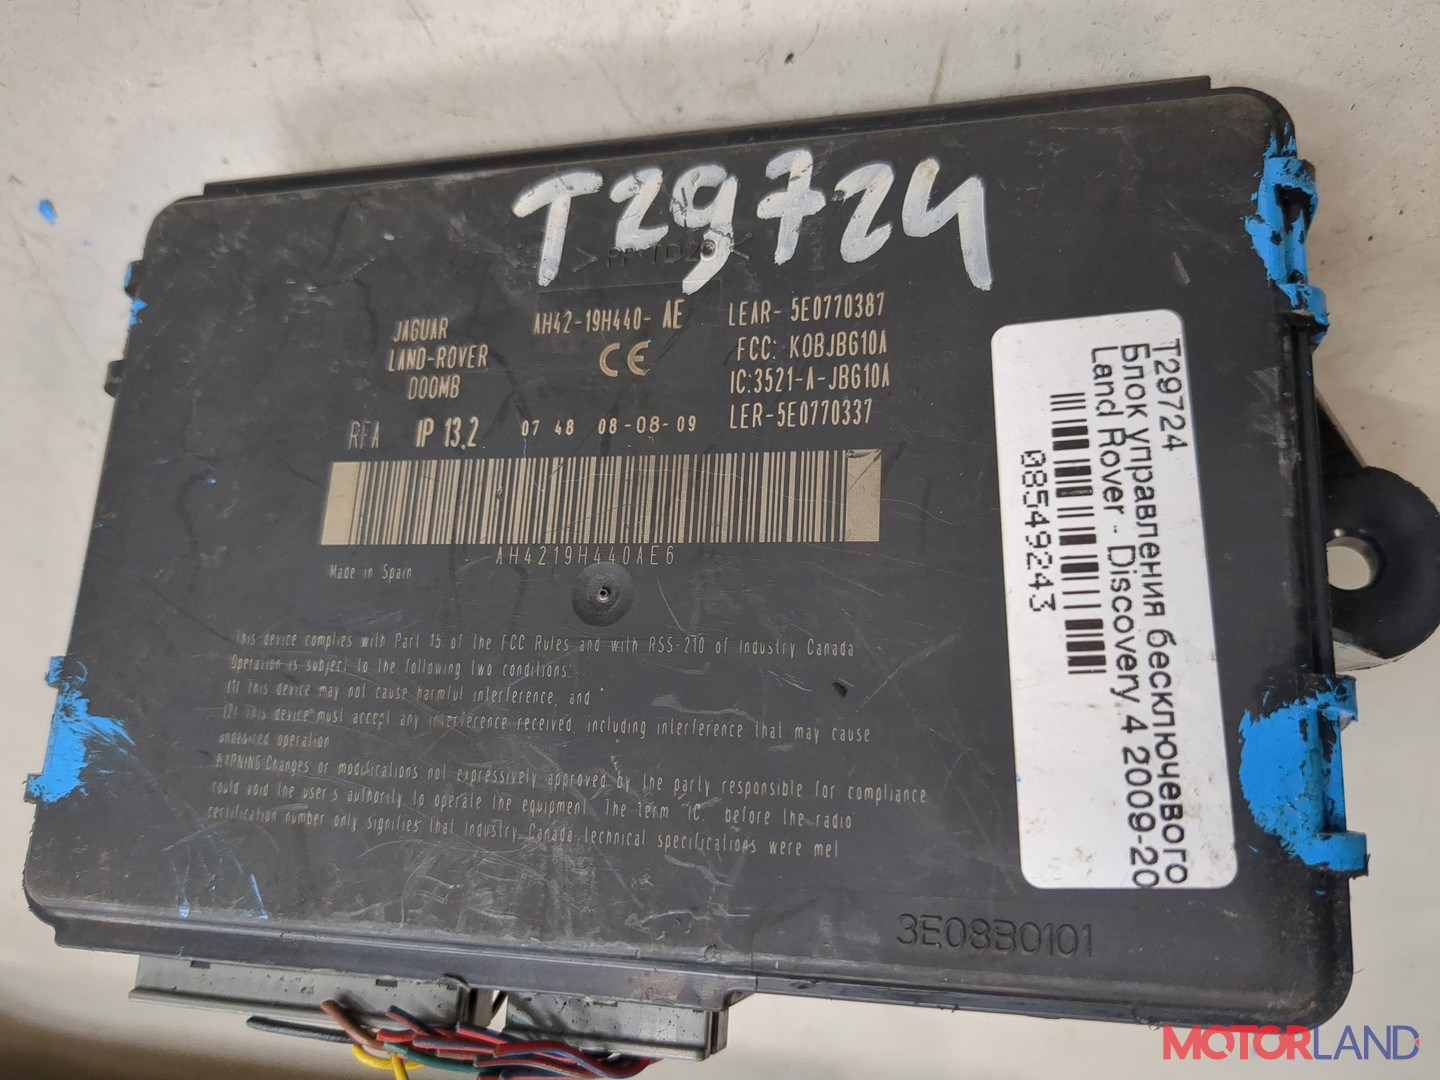 T29724
JAGUAR
LAND-ROVER
D00MB
AH42-19H440- AE
CE
LEAR- 5E0770387
FCC: KOBJBG10A
IC:3521-A-JBG10A
LER-5E0770337
RFA IP 13.2 07 48 08-08-09
AH4219H440AE6
Made in Spain
This device complies with Part 15 of the FCC Rules and with RSS-210 of Industry Canada
Operation is subject to the following two conditions:
(1) This device may not cause harmful interference, and
(2) This device must accept any interference received, including interference that may cause
undesired operation
WARNING:Changes or modifications not expressively approved by the party responsible for compliance
could void the user's authority to operate the equipment. The term "IC:" before the radio
certification number only signifies that Industry Canada technical specifications were met
3E08B0101
T29724
Блок управления бесключевого
Land Rover - Discovery 4 2009-20
08549243
MOTORLAND